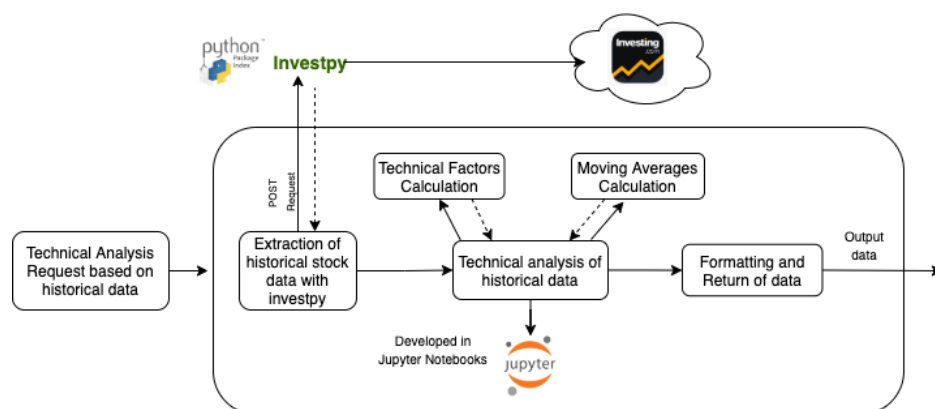 python™
Package
Index
Investpy
Investing
.com
POST
Request
Technical Factors
Calculation
Moving Averages
Calculation
Technical Analysis
Request based on
historical data
Extraction of
historical stock
data with
investpy
Technical analysis of
historical data
Formatting and
Return of data
Output
data
Developed in
Jupyter Notebooks
jupyter